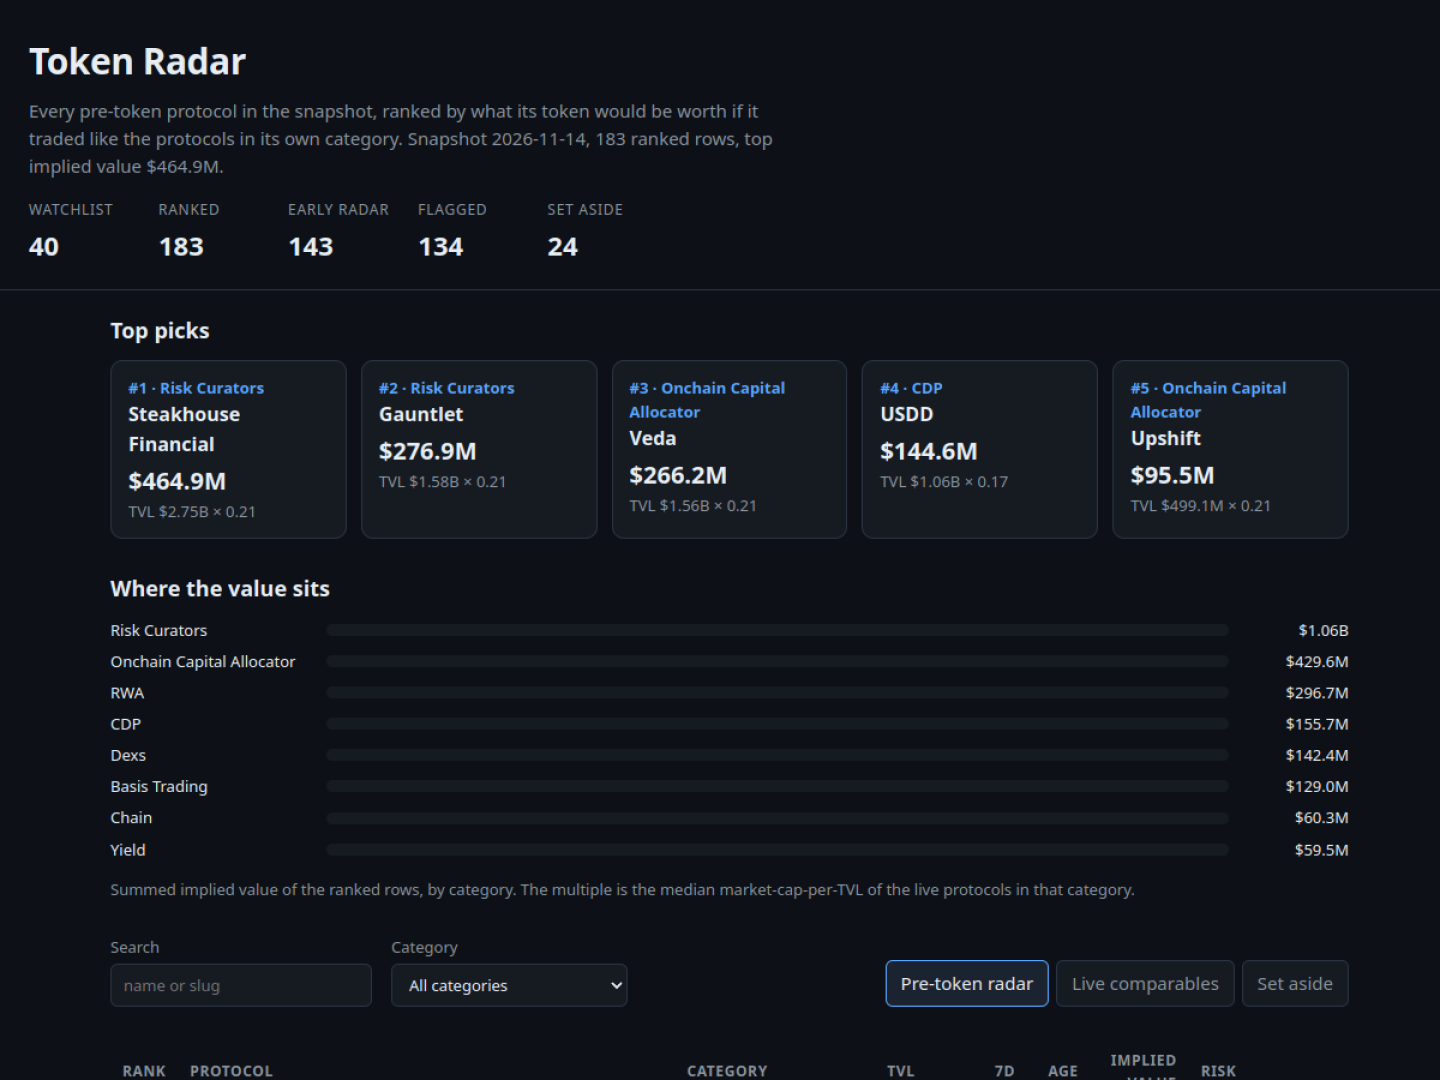 Token Radar
Every pre-token protocol in the snapshot, ranked by what its token would be worth if it
traded like the protocols in its own category. Snapshot 2026-11-14, 183 ranked rows, top
implied value $464.9M.
WATCHLIST RANKED EARLY RADAR FLAGGED SET ASIDE
40 183 143 134 24
Top picks
#1 · Risk Curators
Steakhouse
Financial
$464.9M
TVL $2.75B × 0.21
#2 · Risk Curators
Gauntlet
$276.9M
TVL $1.58B × 0.21
#3 · Onchain Capital
Allocator
Veda
$266.2M
TVL $1.56B × 0.21
#4 · CDP
USDD
$144.6M
TVL $1.06B × 0.17
#5 · Onchain Capital
Allocator
Upshift
$95.5M
TVL $499.1M × 0.21
Where the value sits
Risk Curators $1.06B
Onchain Capital Allocator $429.6M
RWA $296.7M
CDP $155.7M
Dexs $142.4M
Basis Trading $129.0M
Chain $60.3M
Yield $59.5M
Summed implied value of the ranked rows, by category. The multiple is the median market-cap-per-TVL of the live protocols in that category.
Search Category
name or slug All categories Pre-token radar Live comparables Set aside
RANK PROTOCOL CATEGORY TVL 7D AGE IMPLIED VALUE RISK